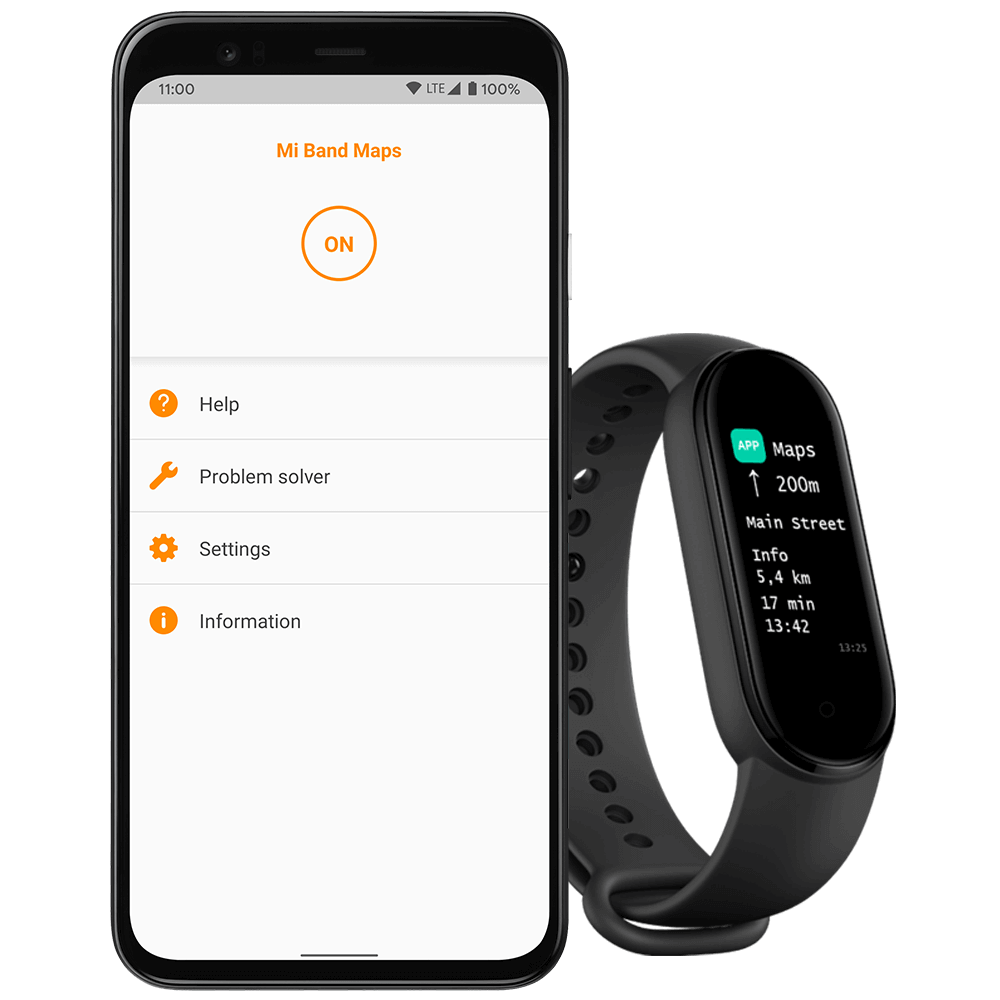 11:00 LTE 100%
Mi Band Maps
ON
Help
Problem solver
Settings
Information
APP Maps
↑ 200m
Main Street
Info
5,4 km
17 min
13:42
13:25